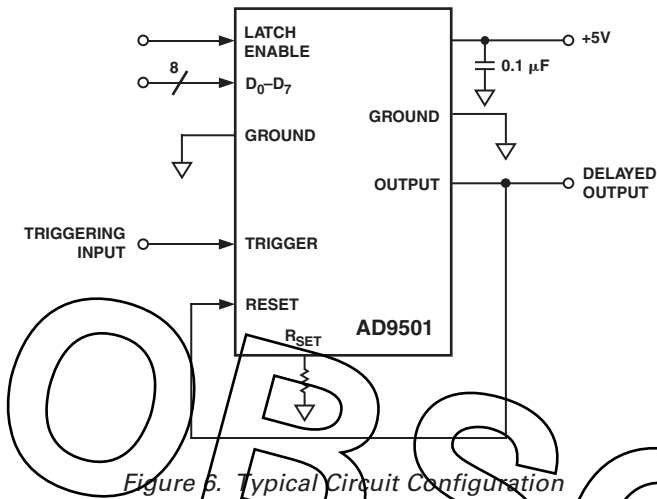 LATCH
ENABLE
8
D0–D7
GROUND
TRIGGERING
INPUT
TRIGGER
RESET
RSET
AD9501
+5V
0.1 μF
GROUND
OUTPUT
DELAYED
OUTPUT
OBSO
Figure 6. Typical Circuit Configuration